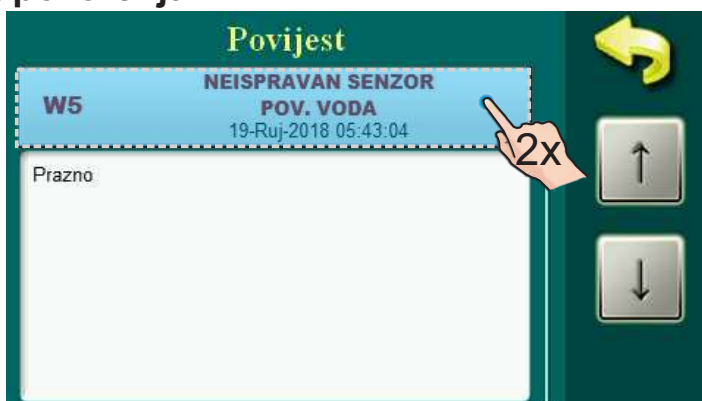 Povijest
W5
NEISPRAVAN SENZOR
POV. VODA
19-Ruj-2018 05:43:04
2x
Prazno